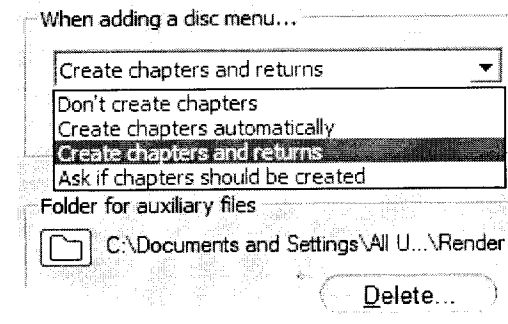 When adding a disc menu...
Create chapters and returns
Don't create chapters
Create chapters automatically
Create chapters and returns
Ask if chapters should be created
Folder for auxiliary files
C:\Documents and Settings\All U...\Render
Delete...